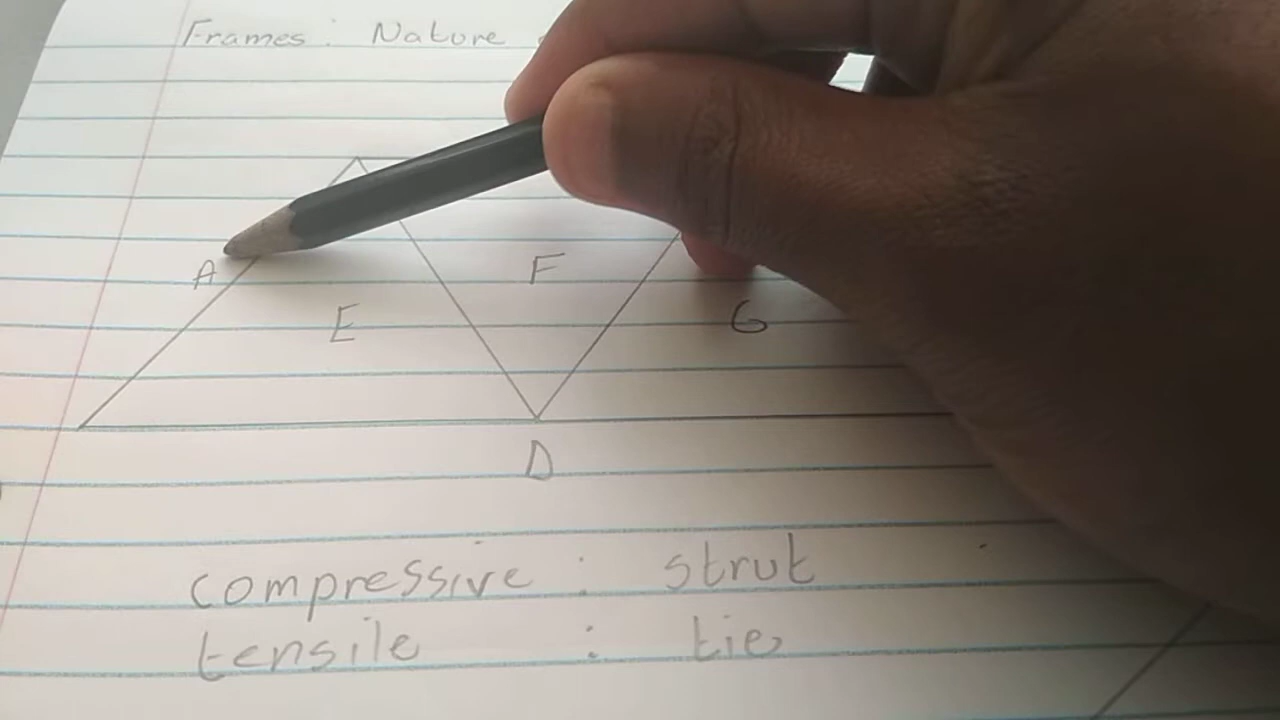 Frames : Nature
A
F
E
G
D
compressive : strut
tensile : tie